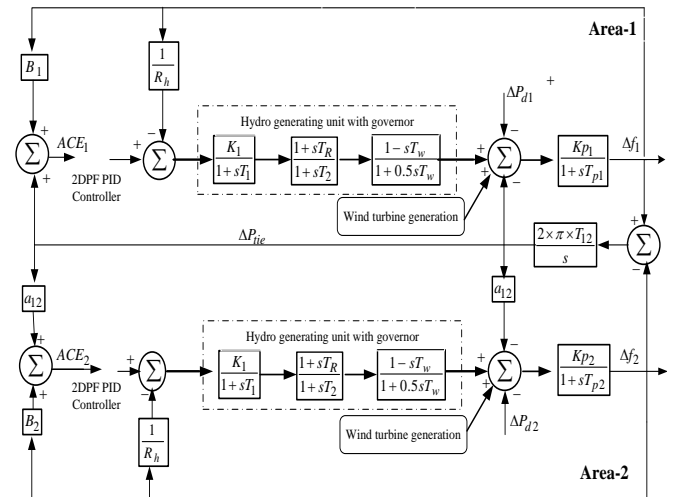 Area-1
B1
1
Rh
ΔPd1
+
Hydro generating unit with governor
+
+
Σ
ACE1
+
−
Σ
K1
1+sT1
1+sTR
1+sT2
1−sTw
1+0.5sTw
+
+
−
−
Σ
Kp1
1+sTp1
Δf1
2DPF PID
Controller
Wind turbine generation
ΔPtie
2×π×T12
s
+
−
Σ
a12
a12
Hydro generating unit with governor
+
+
Σ
ACE2
+
−
Σ
K1
1+sT1
1+sTR
1+sT2
1−sTw
1+0.5sTw
+
+
−
−
Σ
Kp2
1+sTp2
Δf2
2DPF PID
Controller
B2
1
Rh
Wind turbine generation
ΔPd2
Area-2